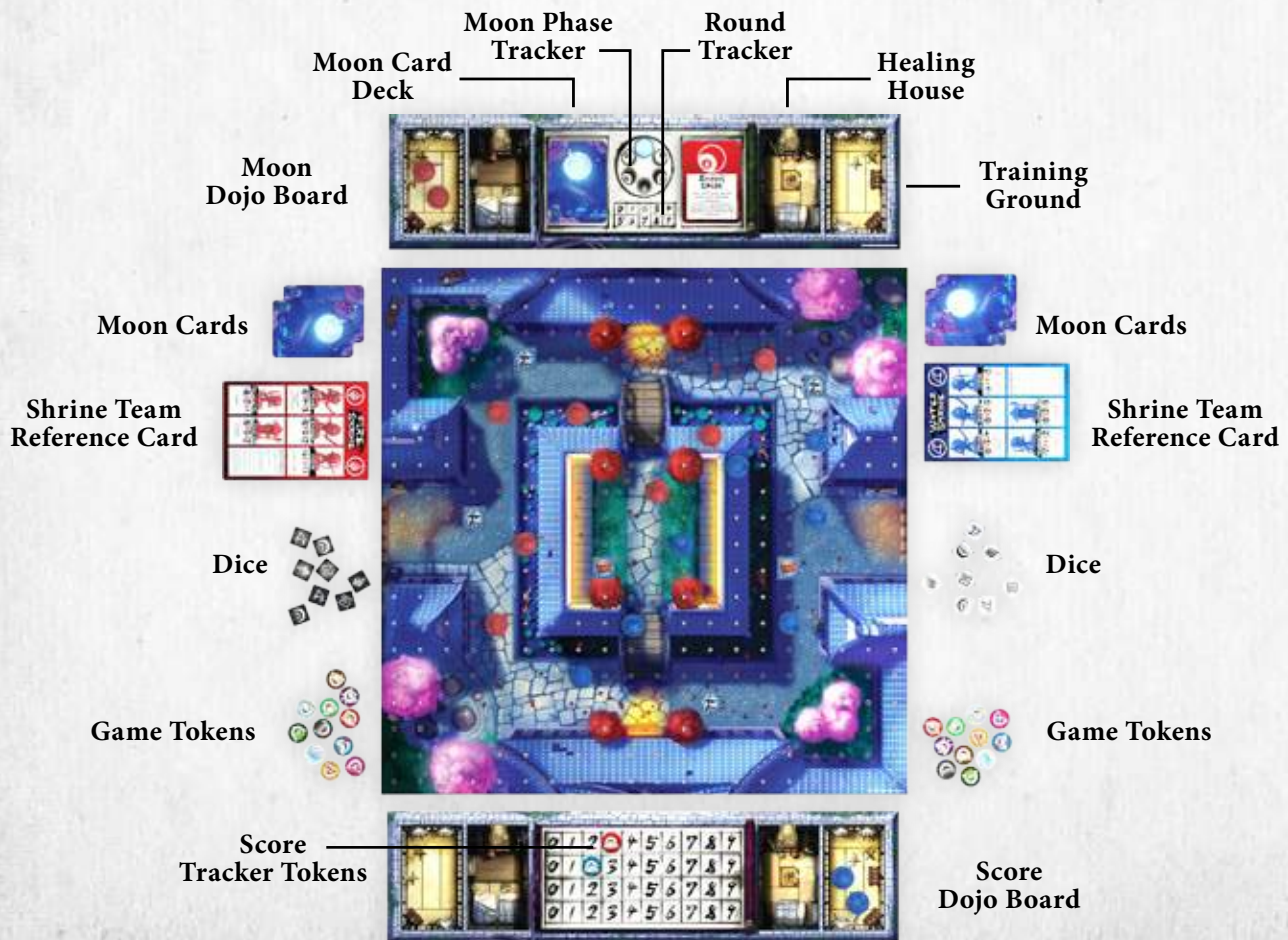 Moon Phase
Tracker
Round
Tracker
Moon Card
Deck
Healing
House
Moon
Dojo Board
Training
Ground
Moon Cards
Moon Cards
Shrine Team
Reference Card
Shrine Team
Reference Card
Dice
Dice
Game Tokens
Game Tokens
Score
Tracker Tokens
0 1 2 4 5 6 7 8 9
0 1 3 4 5 6 7 8 9
0 1 2 3 4 5 6 7 8 9
0 1 2 3 4 5 6 7 8 9
Score
Dojo Board